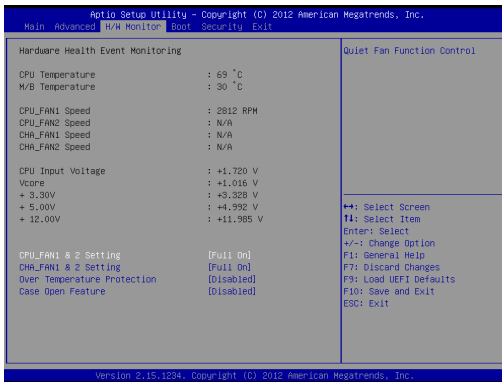 Aptio Setup Utility – Copyright (C) 2012 American Megatrends, Inc.
Main Advanced H/W Monitor Boot Security Exit
Hardware Health Event Monitoring
Quiet Fan Function Control
CPU Temperature : 69 °C
M/B Temperature : 30 °C
CPU_FAN1 Speed : 2812 RPM
CPU_FAN2 Speed : N/A
CHA_FAN1 Speed : N/A
CHA_FAN2 Speed : N/A
CPU Input Voltage : +1.720 V
Vcore : +1.016 V
+ 3.30V : +3.328 V
+ 5.00V : +4.992 V
+ 12.00V : +11.985 V
CPU_FAN1 & 2 Setting [Full On]
CHA_FAN1 & 2 Setting [Full On]
Over Temperature Protection [Disabled]
Case Open Feature [Disabled]
↔: Select Screen
↑↓: Select Item
Enter: Select
+/-: Change Option
F1: General Help
F7: Discard Changes
F9: Load UEFI Defaults
F10: Save and Exit
ESC: Exit
Version 2.15.1234. Copyright (C) 2012 American Megatrends, Inc.